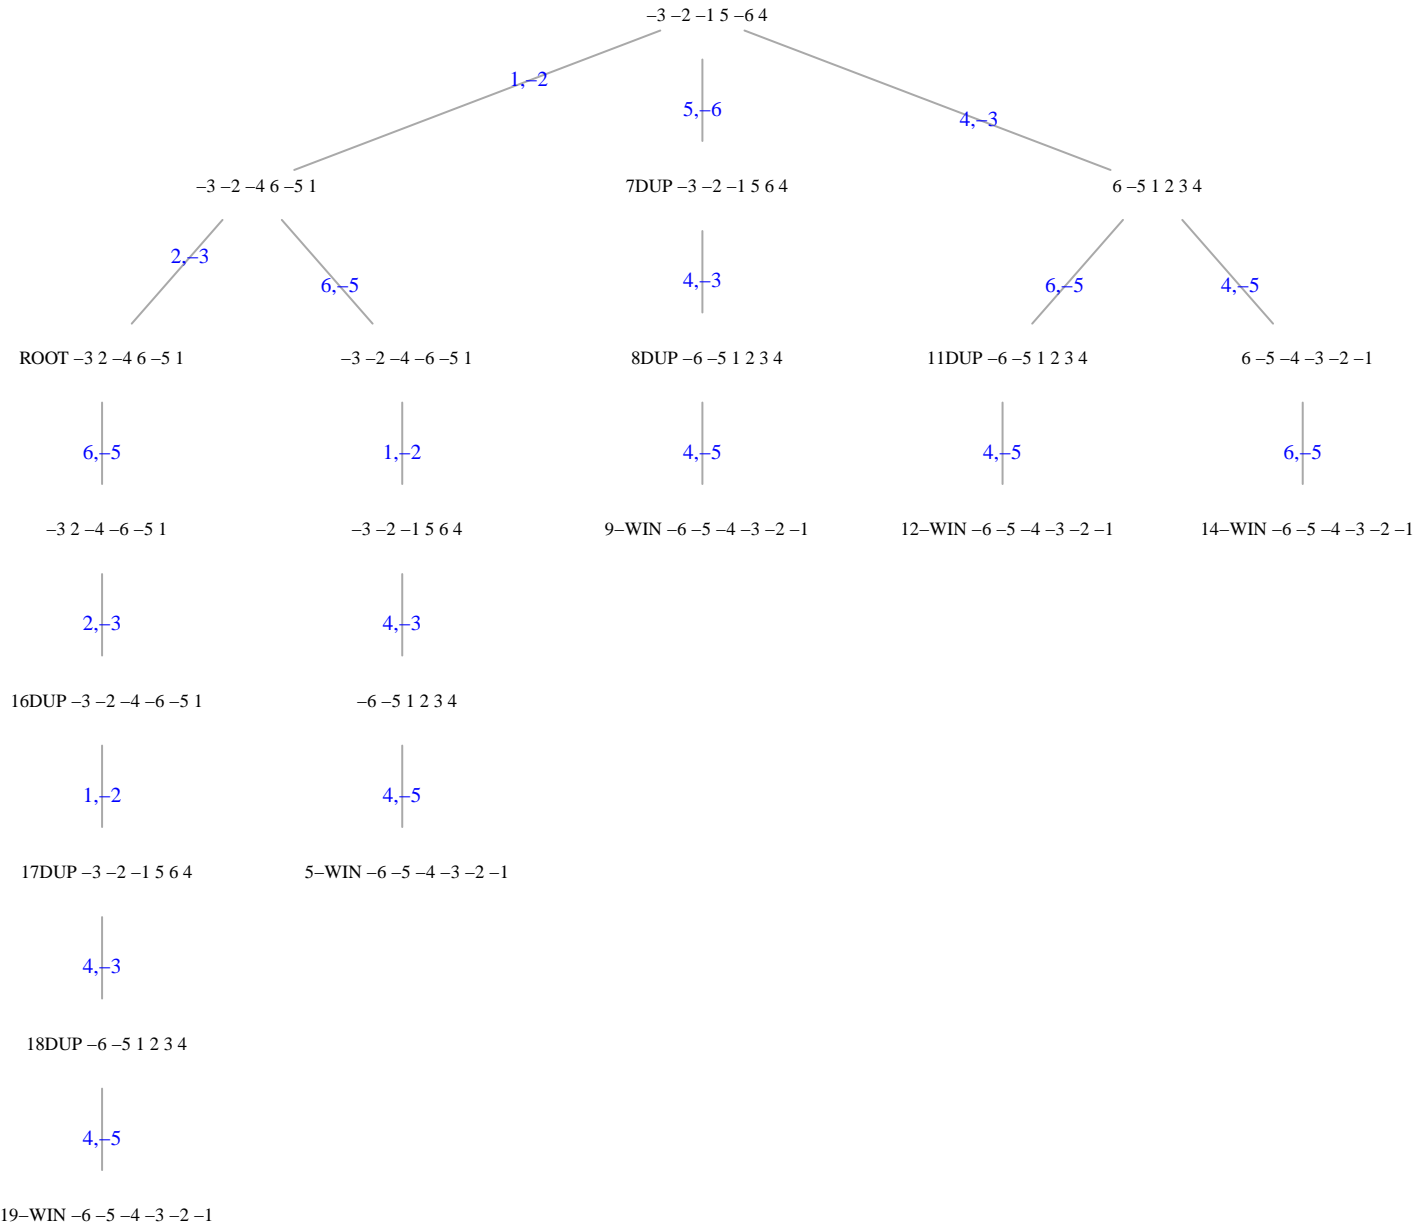 –3 –2 –1 5 –6 4
1,–2
5,–6
4,–3
–3 –2 –4 6 –5 1
7DUP –3 –2 –1 5 6 4
6 –5 1 2 3 4
2,–3
6,–5
4,–3
6,–5
4,–5
ROOT –3 2 –4 6 –5 1
–3 –2 –4 –6 –5 1
8DUP –6 –5 1 2 3 4
11DUP –6 –5 1 2 3 4
6 –5 –4 –3 –2 –1
6,–5
1,–2
4,–5
4,–5
6,–5
–3 2 –4 –6 –5 1
–3 –2 –1 5 6 4
9–WIN –6 –5 –4 –3 –2 –1
12–WIN –6 –5 –4 –3 –2 –1
14–WIN –6 –5 –4 –3 –2 –1
2,–3
4,–3
16DUP –3 –2 –4 –6 –5 1
–6 –5 1 2 3 4
1,–2
4,–5
17DUP –3 –2 –1 5 6 4
5–WIN –6 –5 –4 –3 –2 –1
4,–3
18DUP –6 –5 1 2 3 4
4,–5
19–WIN –6 –5 –4 –3 –2 –1